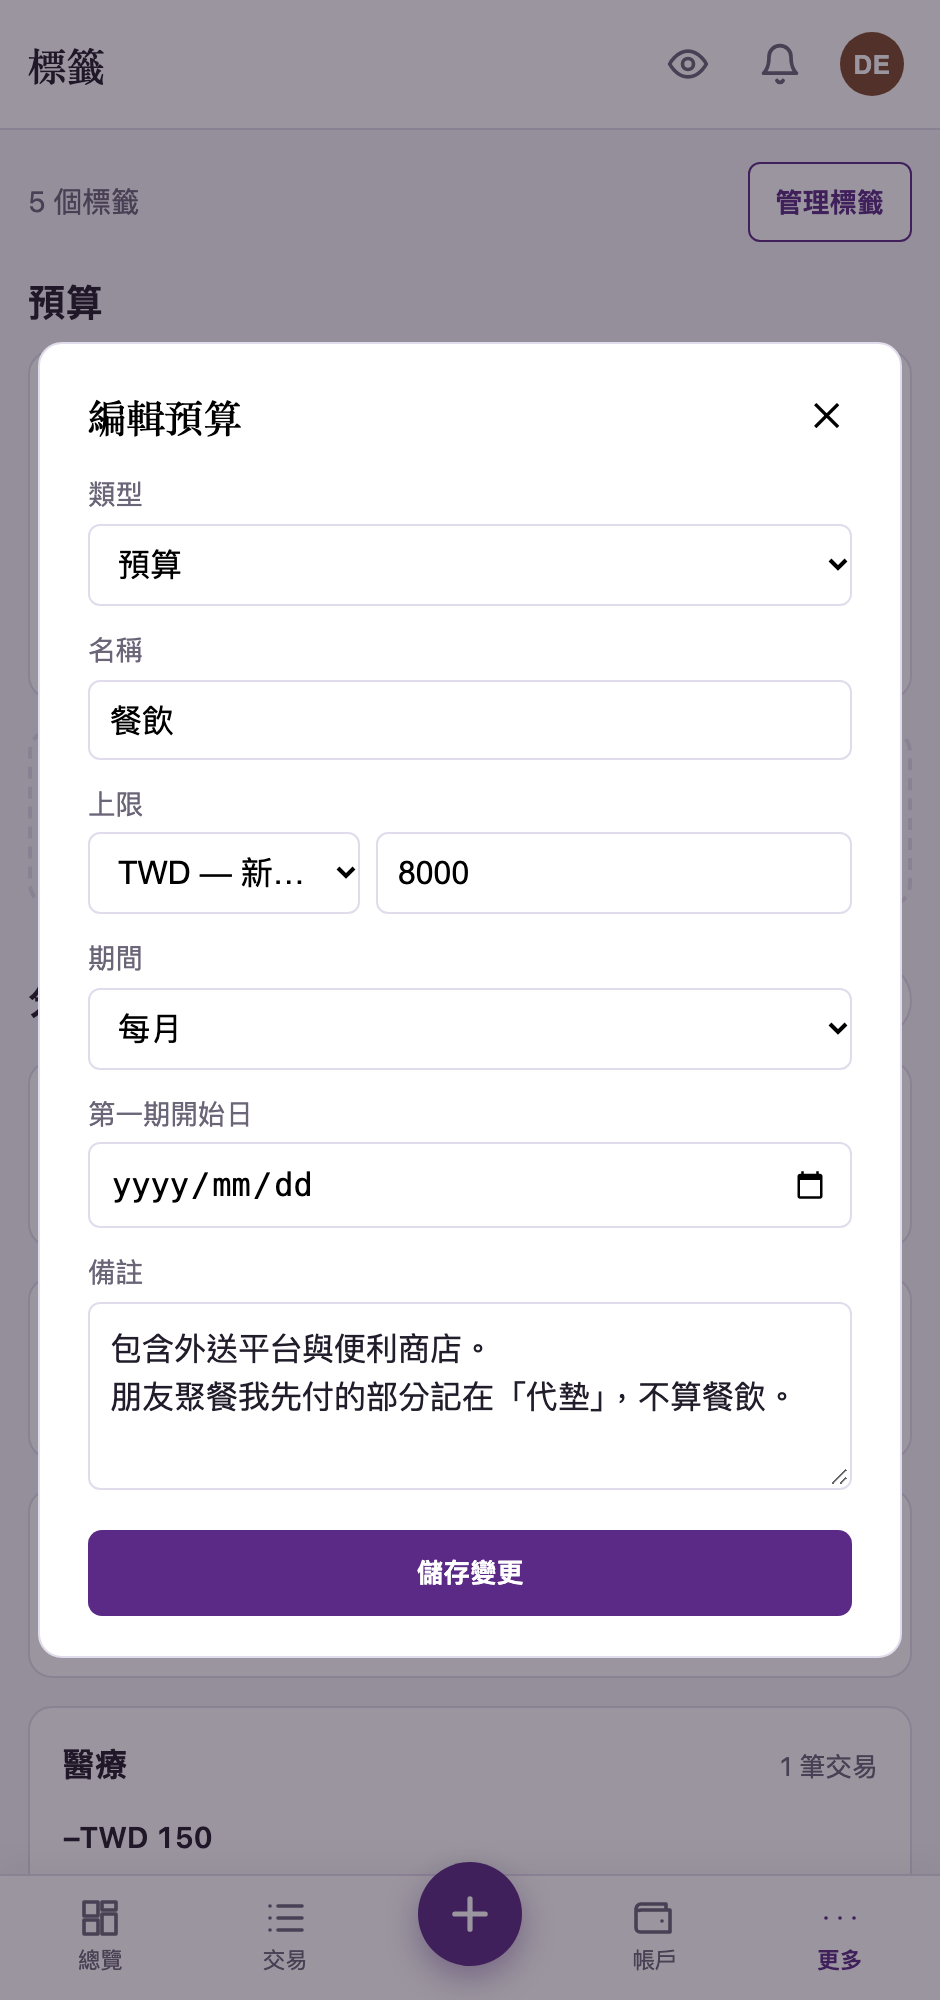 標籤
DE
5 個標籤
管理標籤
預算
編輯預算
類型
預算
名稱
餐飲
上限
TWD — 新…
8000
期間
每月
第一期開始日
yyyy/mm/dd
備註
包含外送平台與便利商店。
朋友聚餐我先付的部分記在「代墊」，不算餐飲。
儲存變更
醫療
1 筆交易
–TWD 150
總覽
交易
帳戶
更多